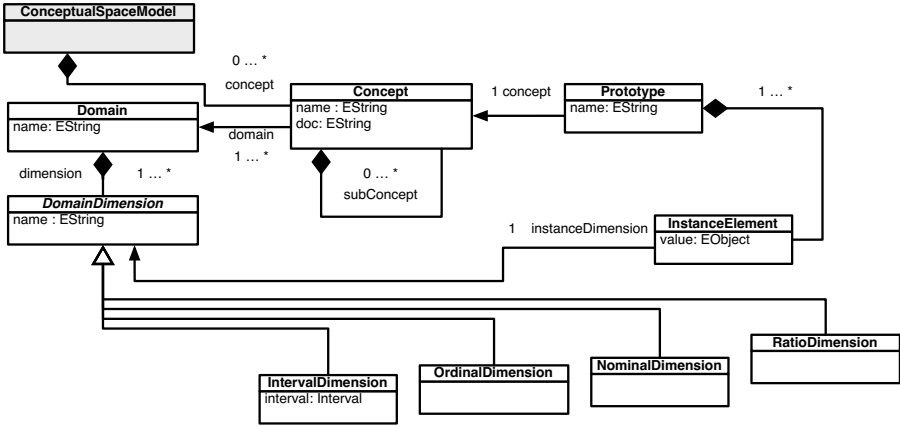 ConceptualSpaceModel
0 ... *
concept
Concept
name : EString
doc: EString
1 concept
Prototype
name: EString
1 ... *
Domain
name: EString
domain
1 ... *
dimension
1 ... *
0 ... *
subConcept
DomainDimension
name : EString
1 instanceDimension
InstanceElement
value: EObject
RatioDimension
IntervalDimension
interval: Interval
OrdinalDimension
NominalDimension